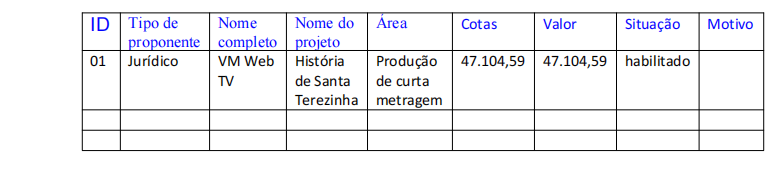 ID Tipo de proponente Nome completo Nome do projeto Área Cotas Valor Situação Motivo
01 Jurídico VM Web TV História de Santa Terezinha Produção de curta metragem 47.104,59 47.104,59 habilitado